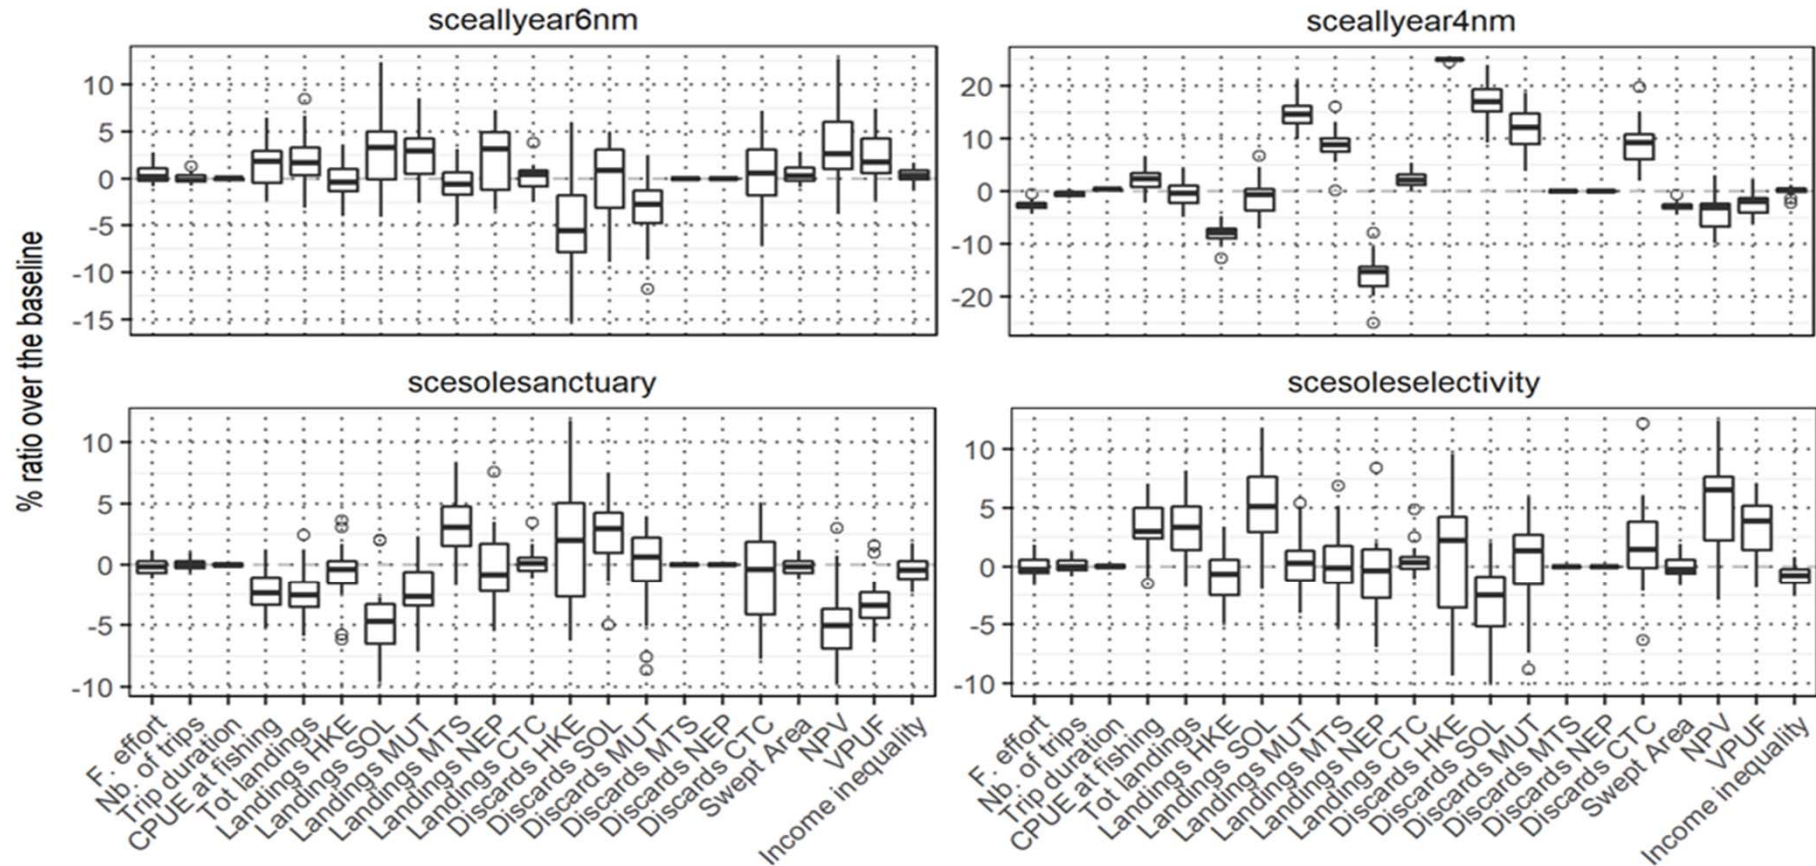 sceallyear6nm
sceallyear4nm
% ratio over the baseline
10
5
0
-5
-10
-15
20
10
0
-10
-20
scesolesanctuary
scesoleselectivity
10
5
0
-5
-10
10
5
0
-5
-10
F. effort
Nb. of trips
Trip duration
CPUE at fishing
Tot landings
Landings HKE
Landings SOL
Landings MUT
Landings MTS
Landings NEP
Landings CTC
Discards HKE
Discards SOL
Discards MUT
Discards MTS
Discards NEP
Discards CTC
Swept Area
NPV
VPUF
Income inequality
F. effort
Nb. of trips
Trip duration
CPUE at fishing
Tot landings
Landings HKE
Landings SOL
Landings MUT
Landings MTS
Landings NEP
Landings CTC
Discards HKE
Discards SOL
Discards MUT
Discards MTS
Discards NEP
Discards CTC
Swept Area
NPV
VPUF
Income inequality